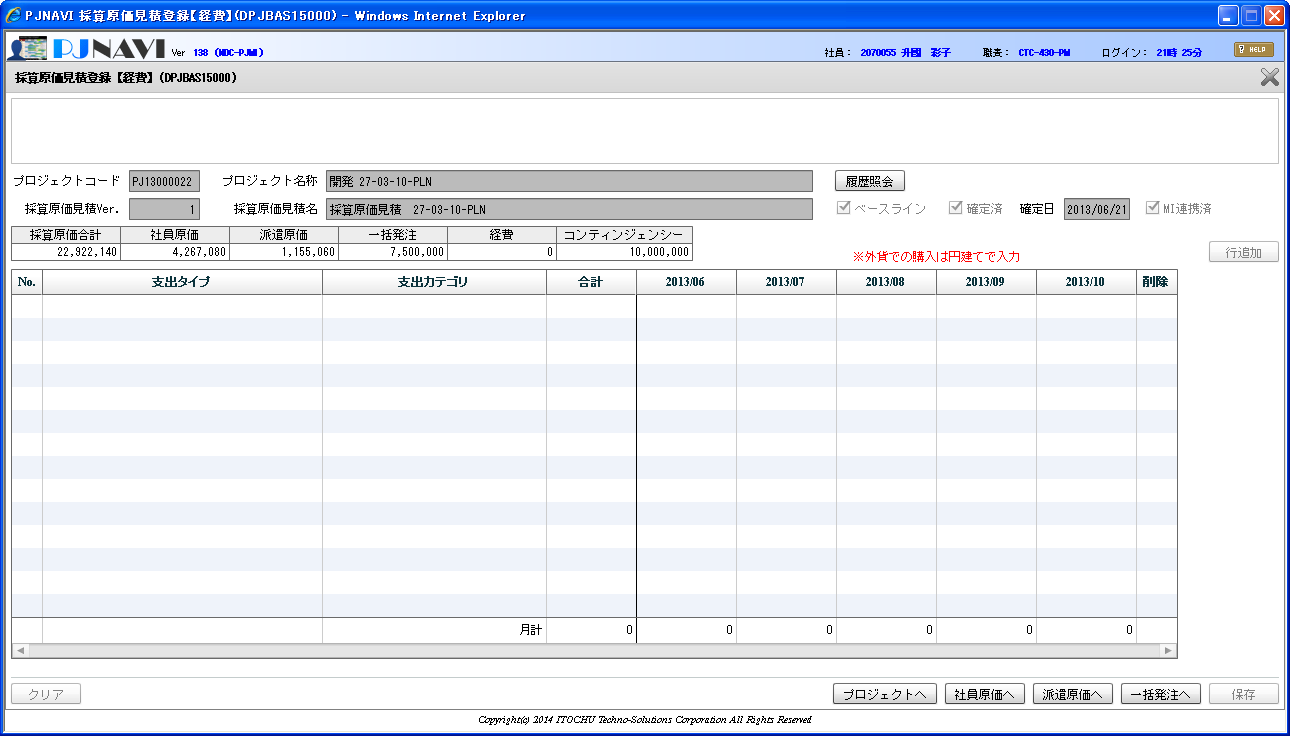 PJNAVI 採算原価見積登録【経費】(DPJBAS15000) - Windows Internet Explorer
PJNAVI Ver 138 (NDC-PJM1) 社員： 2070055 升國 彩子 職責： CTC-430-PM ログイン： 21時 25分 ? HELP
採算原価見積登録【経費】(DPJBAS15000)
プロジェクトコード PJ13000022 プロジェクト名称 開発 27-03-10-PLN 履歴照会
採算原価見積Ver. 1 採算原価見積名 採算原価見積 27-03-10-PLN ベースライン 確定済 確定日 2013/06/21 MI連携済
採算原価合計 社員原価 派遣原価 一括発注 経費 コンティンジェンシー
22,922,140 4,267,080 1,155,060 7,500,000 0 10,000,000
※外貨での購入は円建てで入力 行追加
No. 支出タイプ 支出カテゴリ 合計 2013/06 2013/07 2013/08 2013/09 2013/10 削除
月計 0 0 0 0 0 0
クリア プロジェクトへ 社員原価へ 派遣原価へ 一括発注へ 保存
Copyright(c) 2014 ITOCHU Techno-Solutions Corporation All Rights Reserved